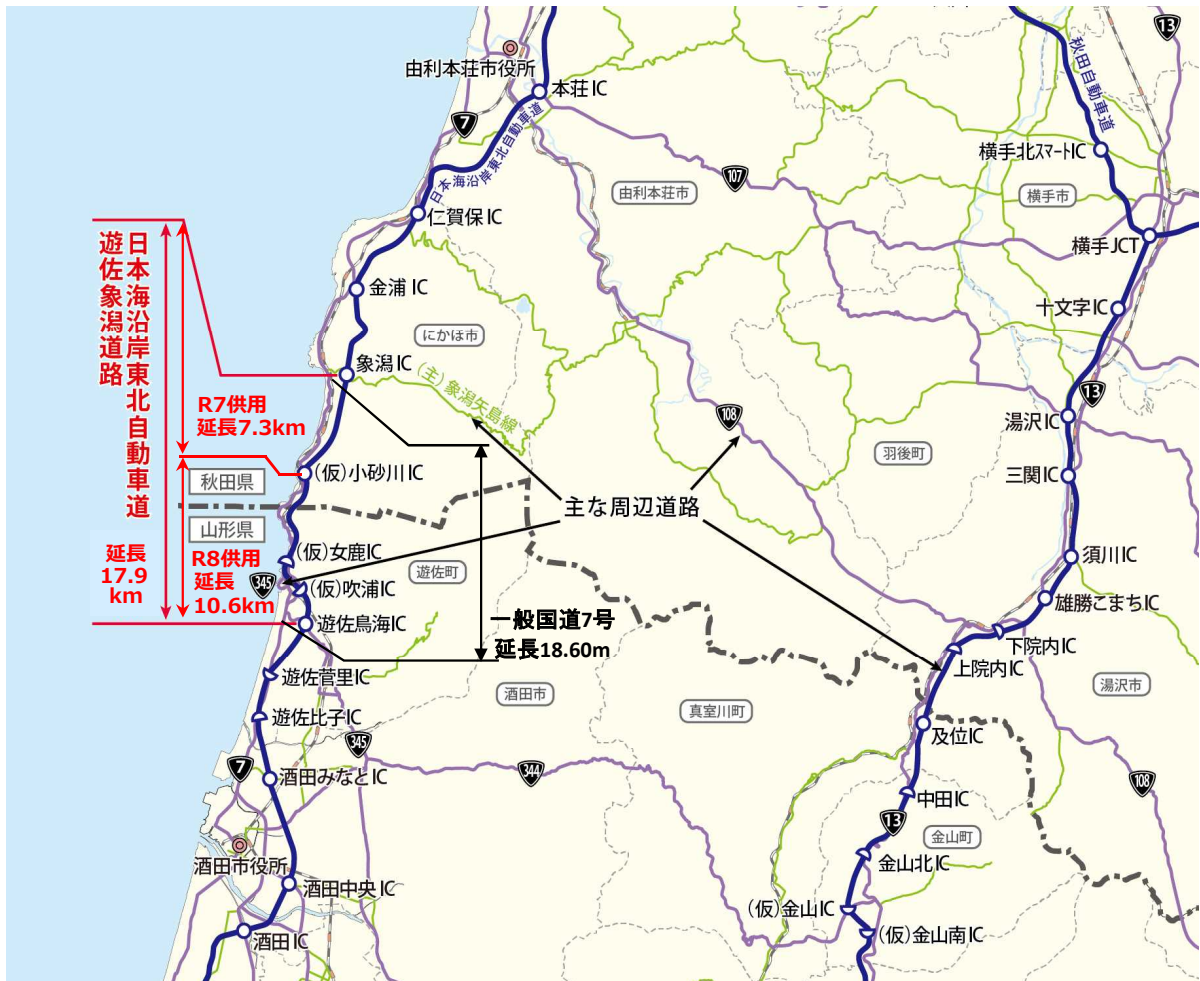 13
由利本荘市役所
本荘IC
秋田自動車道
7
日本海沿岸東北自動車道
横手北スマートIC
107
由利本荘市
横手市
仁賀保IC
横手JCT
日本海沿岸東北自動車道
遊佐象潟道路
金浦IC
十文字IC
にかほ市
象潟IC
(主)象潟矢島線
13
R7供用
延長7.3km
108
湯沢IC
羽後町
(仮)小砂川IC
三関IC
秋田県
主な周辺道路
山形県
(仮)女鹿IC
須川IC
延長
17.9
km
R8供用
延長
10.6km
345
遊佐町
(仮)吹浦IC
雄勝こまちIC
遊佐鳥海IC
一般国道7号
延長18.60m
下院内IC
上院内IC
遊佐菅里IC
酒田市
湯沢市
真室川町
遊佐比子IC
及位IC
345
7
酒田みなとIC
344
108
中田IC
13
金山町
酒田市役所
金山北IC
酒田中央IC
(仮)金山IC
酒田IC
(仮)金山南IC